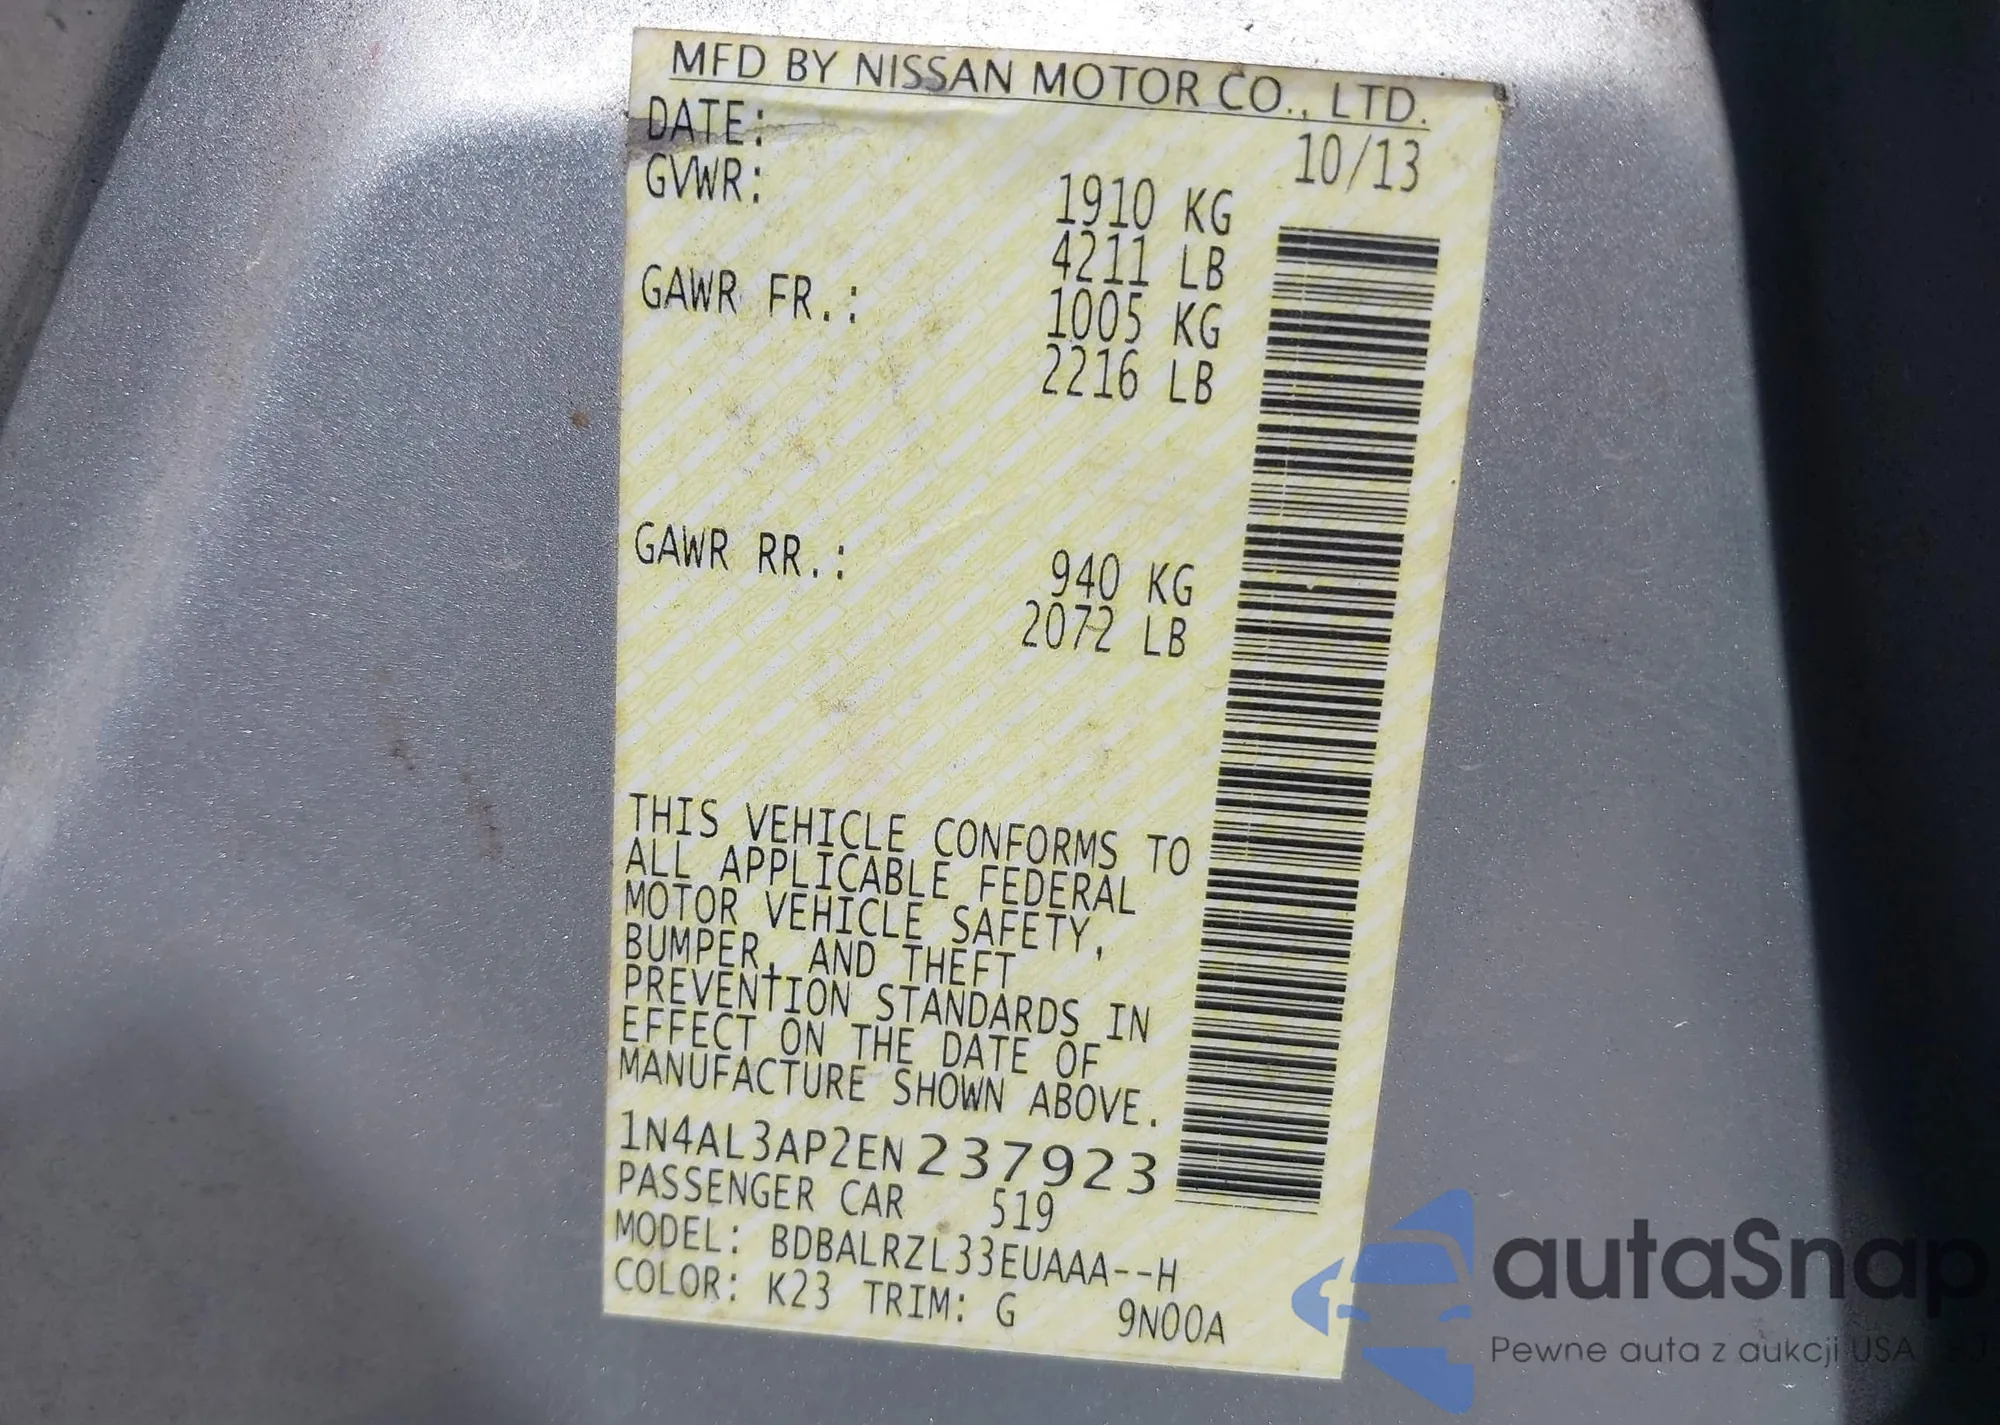 MFD BY NISSAN MOTOR CO., LTD.
DATE: 10/13
GVWR: 1910 KG
4211 LB
GAWR FR.: 1005 KG
2216 LB
GAWR RR.: 940 KG
2072 LB
THIS VEHICLE CONFORMS TO
ALL APPLICABLE FEDERAL
MOTOR VEHICLE SAFETY,
BUMPER, AND THEFT
PREVENTION STANDARDS IN
EFFECT ON THE DATE OF
MANUFACTURE SHOWN ABOVE.
1N4AL3AP2EN237923
PASSENGER CAR 519
MODEL: BDBALRZL33EUAAA--H
COLOR: K23 TRIM: G 9N00A
autaSnap
Pewne auta z aukcji USA